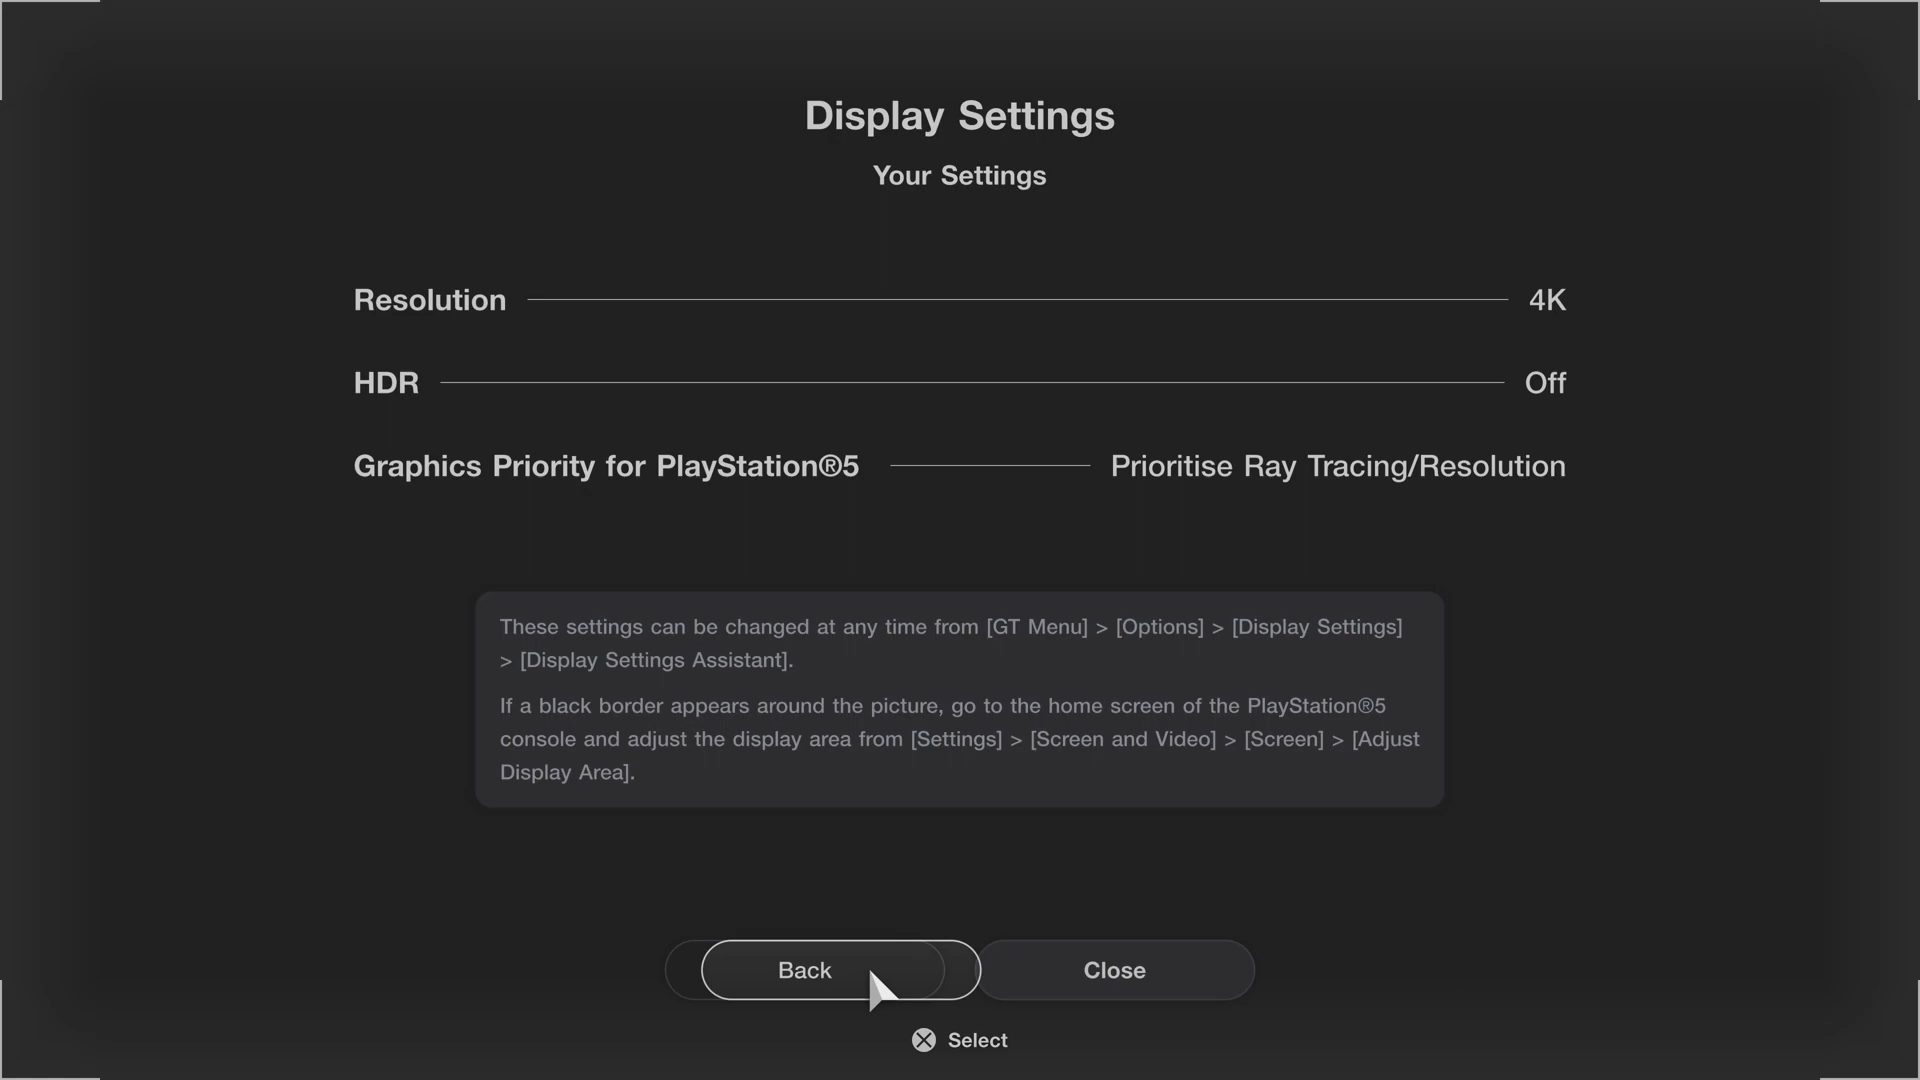 Display Settings
Your Settings
Resolution 4K
HDR Off
Graphics Priority for PlayStation®5 Prioritise Ray Tracing/Resolution
These settings can be changed at any time from [GT Menu] > [Options] > [Display Settings]
> [Display Settings Assistant].
If a black border appears around the picture, go to the home screen of the PlayStation®5
console and adjust the display area from [Settings] > [Screen and Video] > [Screen] > [Adjust
Display Area].
Back Close
Select